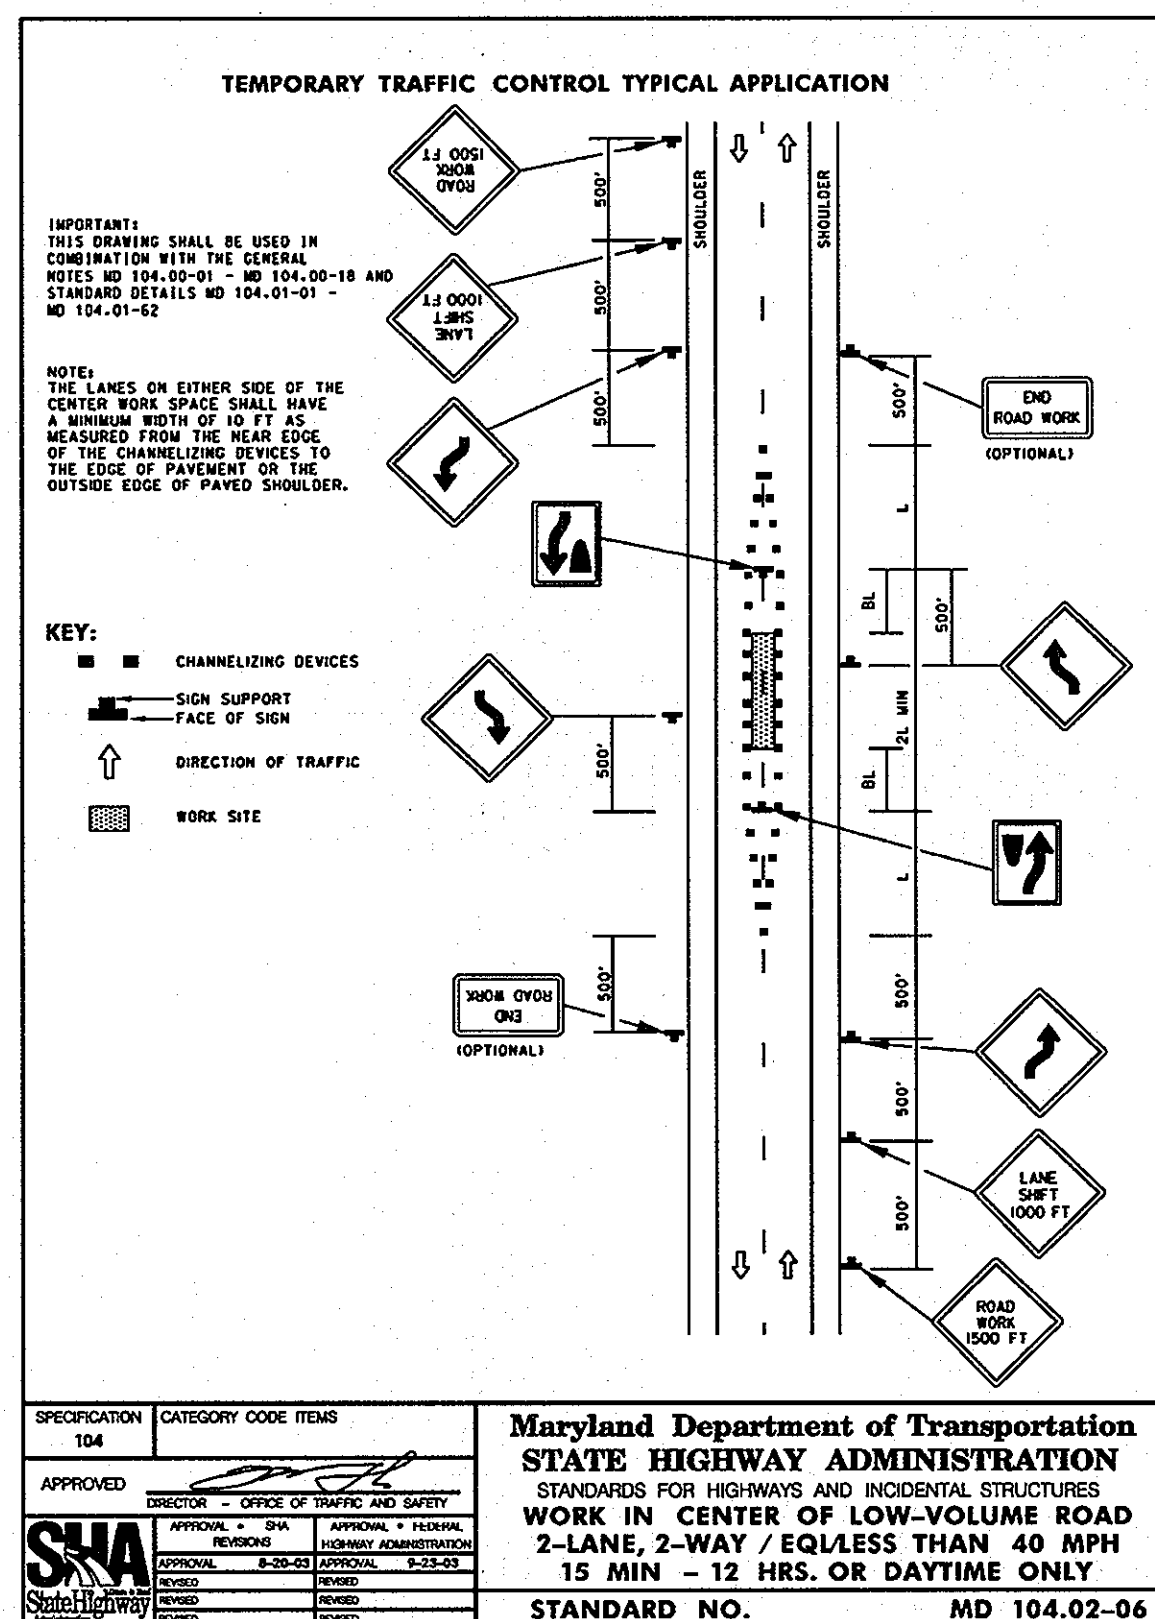 TEMPORARY TRAFFIC CONTROL TYPICAL APPLICATION
ROAD
WORK
1500 FT
500'
SHOULDER
SHOULDER
IMPORTANT:
THIS DRAWING SHALL BE USED IN
COMBINATION WITH THE GENERAL
NOTES MD 104.00-01 - MD 104.00-18 AND
STANDARD DETAILS MD 104.01-01 -
MD 104.01-62
LANE
SHIFT
1000 FT
500'
NOTE:
THE LANES ON EITHER SIDE OF THE
CENTER WORK SPACE SHALL HAVE
A MINIMUM WIDTH OF 10 FT AS
MEASURED FROM THE NEAR EDGE
OF THE CHANNELIZING DEVICES TO
THE EDGE OF PAVEMENT OR THE
OUTSIDE EDGE OF PAVED SHOULDER.
500'
500'
END
ROAD WORK
(OPTIONAL)
L
BL
500'
KEY:
CHANNELIZING DEVICES
SIGN SUPPORT
FACE OF SIGN
DIRECTION OF TRAFFIC
WORK SITE
2L MIN
500'
BL
L
500'
END
ROAD WORK
(OPTIONAL)
500'
500'
LANE
SHIFT
1000 FT
500'
ROAD
WORK
1500 FT
SPECIFICATION
104
CATEGORY CODE ITEMS
APPROVED
DIRECTOR - OFFICE OF TRAFFIC AND SAFETY
SHA
State Highway
APPROVAL • SHA
REVISIONS
APPROVAL • FEDERAL
HIGHWAY ADMINISTRATION
APPROVAL 8-20-03
APPROVAL 9-23-03
REVISED
REVISED
REVISED
REVISED
REVISED
REVISED
Maryland Department of Transportation
STATE HIGHWAY ADMINISTRATION
STANDARDS FOR HIGHWAYS AND INCIDENTAL STRUCTURES
WORK IN CENTER OF LOW-VOLUME ROAD
2-LANE, 2-WAY / EQL/LESS THAN 40 MPH
15 MIN - 12 HRS. OR DAYTIME ONLY
STANDARD NO. MD 104.02-06